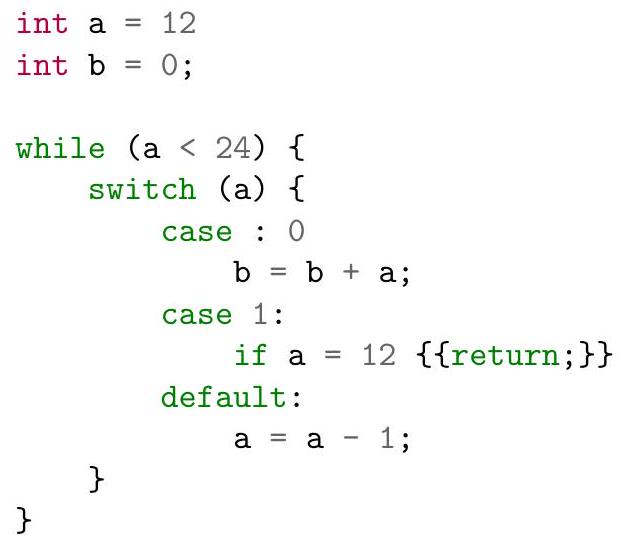 int a = 12
int b = 0;

while (a < 24) {
    switch (a) {
        case : 0
            b = b + a;
        case 1:
            if a = 12 {{return;}}
        default:
            a = a - 1;
    }
}